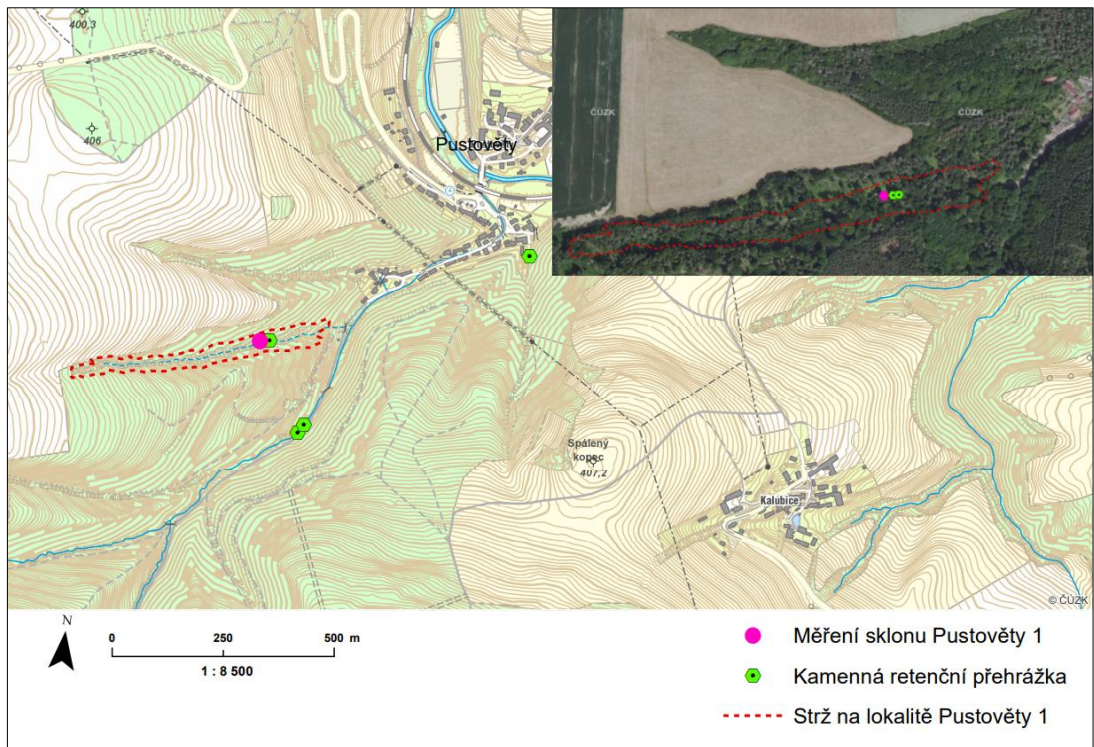 400,3
ČÚZK
ČÚZK
406
Pustověty
Spálený
kopec
407,2
Kalubice
© ČÚZK
N
0 250 500 m
1 : 8 500
Měření sklonu Pustověty 1
Kamenná retenční přehrážka
Strž na lokalitě Pustověty 1